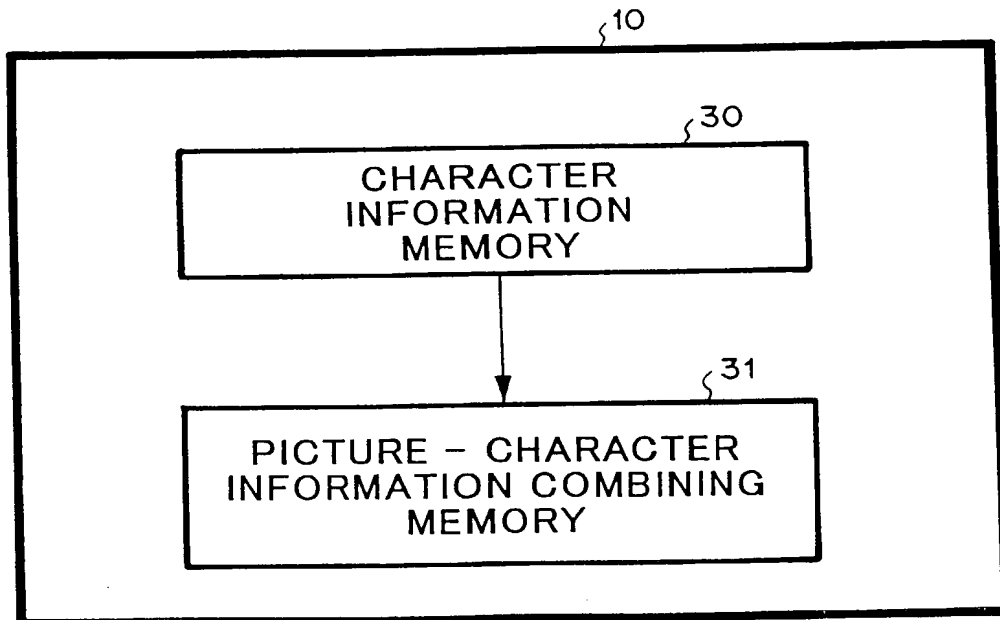 10
30
CHARACTER
INFORMATION
MEMORY
31
PICTURE – CHARACTER
INFORMATION COMBINING
MEMORY